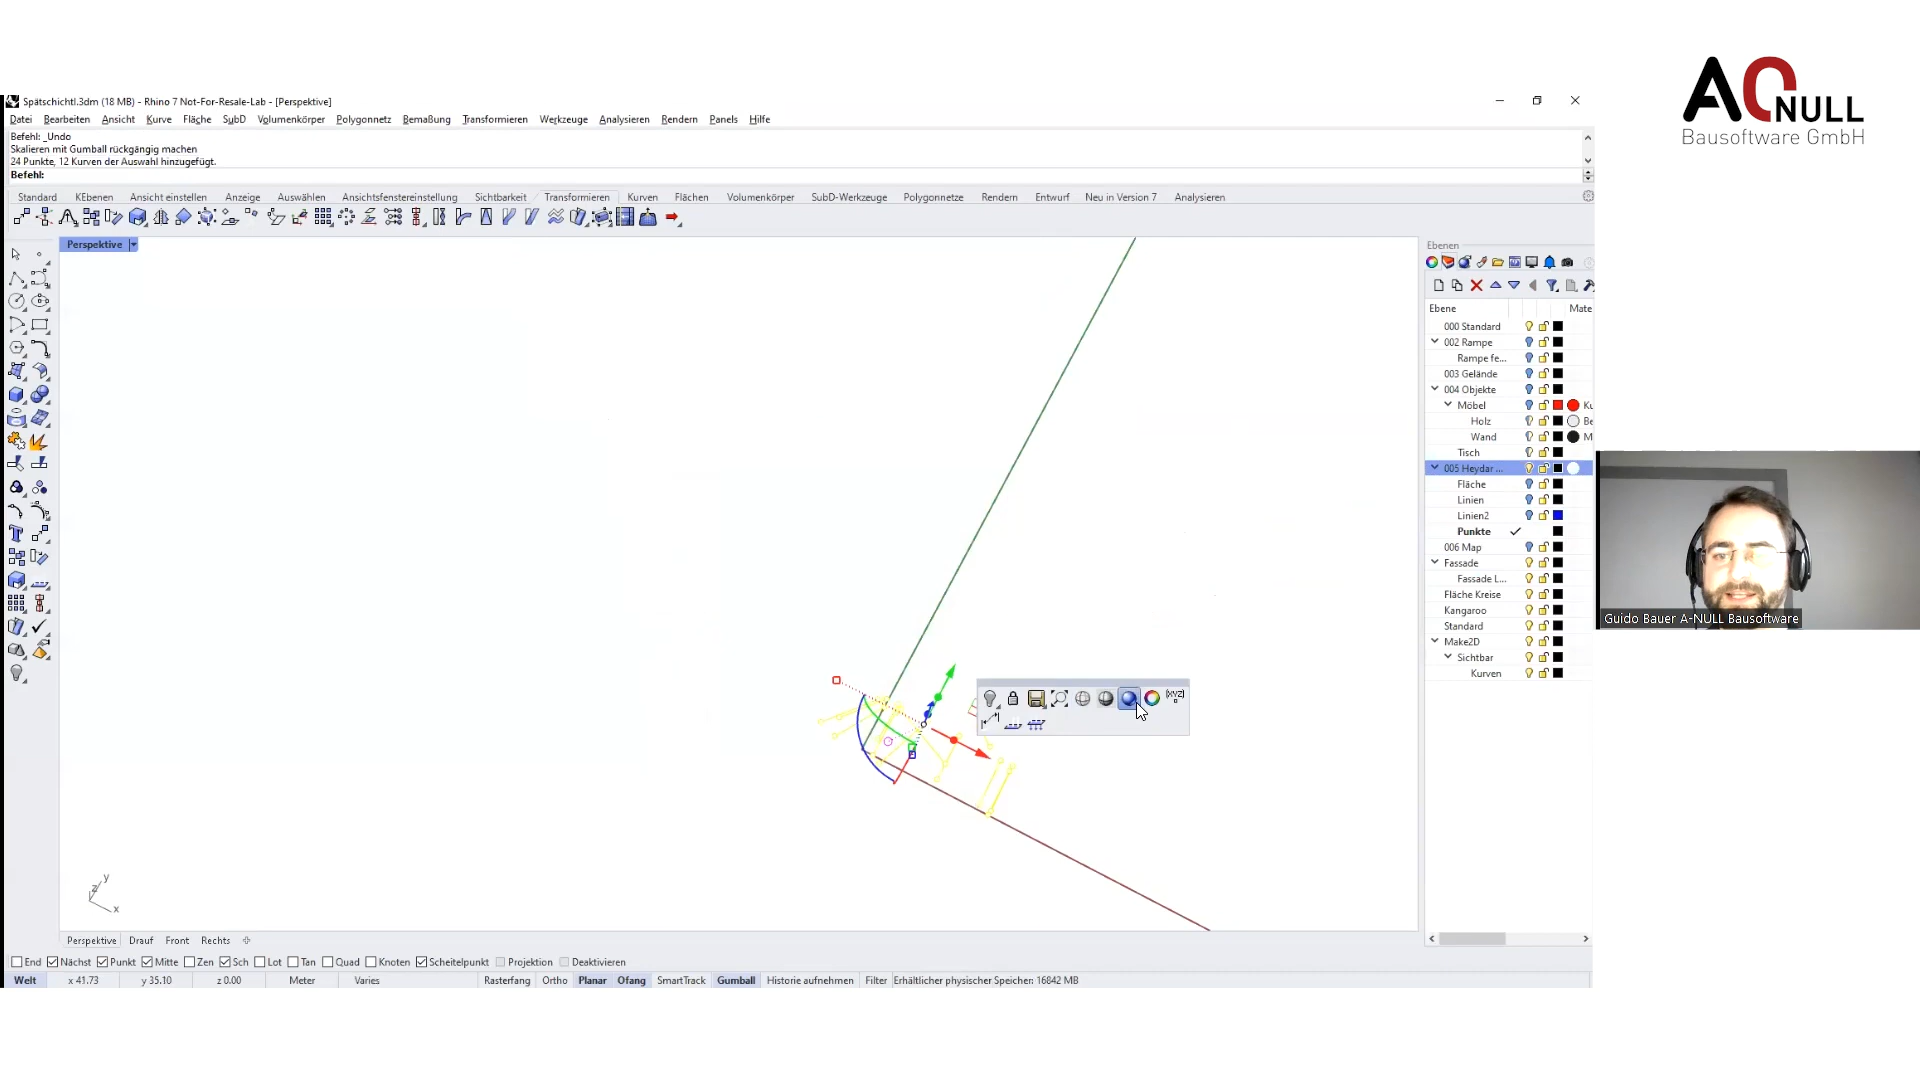 A NULL
Bausoftware GmbH
Spätschichtl.3dm (18 MB) - Rhino 7 Not-For-Resale-Lab - [Perspektive]
Datei Bearbeiten Ansicht Kurve Fläche SubD Volumenkörper Polygonnetz Bemaßung Transformieren Werkzeuge Analysieren Rendern Panels Hilfe
Befehl: _Undo
Skalieren mit Gumball rückgängig machen
24 Punkte, 12 Kurven der Auswahl hinzugefügt.
Befehl:
Standard KEbenen Ansicht einstellen Anzeige Auswählen Ansichtsfenstereinstellung Sichtbarkeit Transformieren Kurven Flächen Volumenkörper SubD-Werkzeuge Polygonnetze Rendern Entwurf Neu in Version 7 Analysieren
Perspektive
Ebenen
Ebene Mate
000 Standard
002 Rampe
Rampe fe...
003 Gelände
004 Objekte
Möbel Ku
Holz Be
Wand M
Tisch
005 Heydar ...
Fläche
Linien
Linien2
Punkte
006 Map
Fassade
Fassade L...
Fläche Kreise
Kangaroo
Standard
Make2D
Sichtbar
Kurven
XYZ
Guido Bauer A-NULL Bausoftware
z y
x
Perspektive Drauf Front Rechts
End Nächst Punkt Mitte Zen Sch Lot Tan Quad Knoten Scheitelpunkt Projektion Deaktivieren
Welt x 41.73 y 35.10 z 0.00 Meter Varies Rasterfang Ortho Planar Ofang SmartTrack Gumball Historie aufnehmen Filter Erhältlicher physischer Speicher: 16842 MB